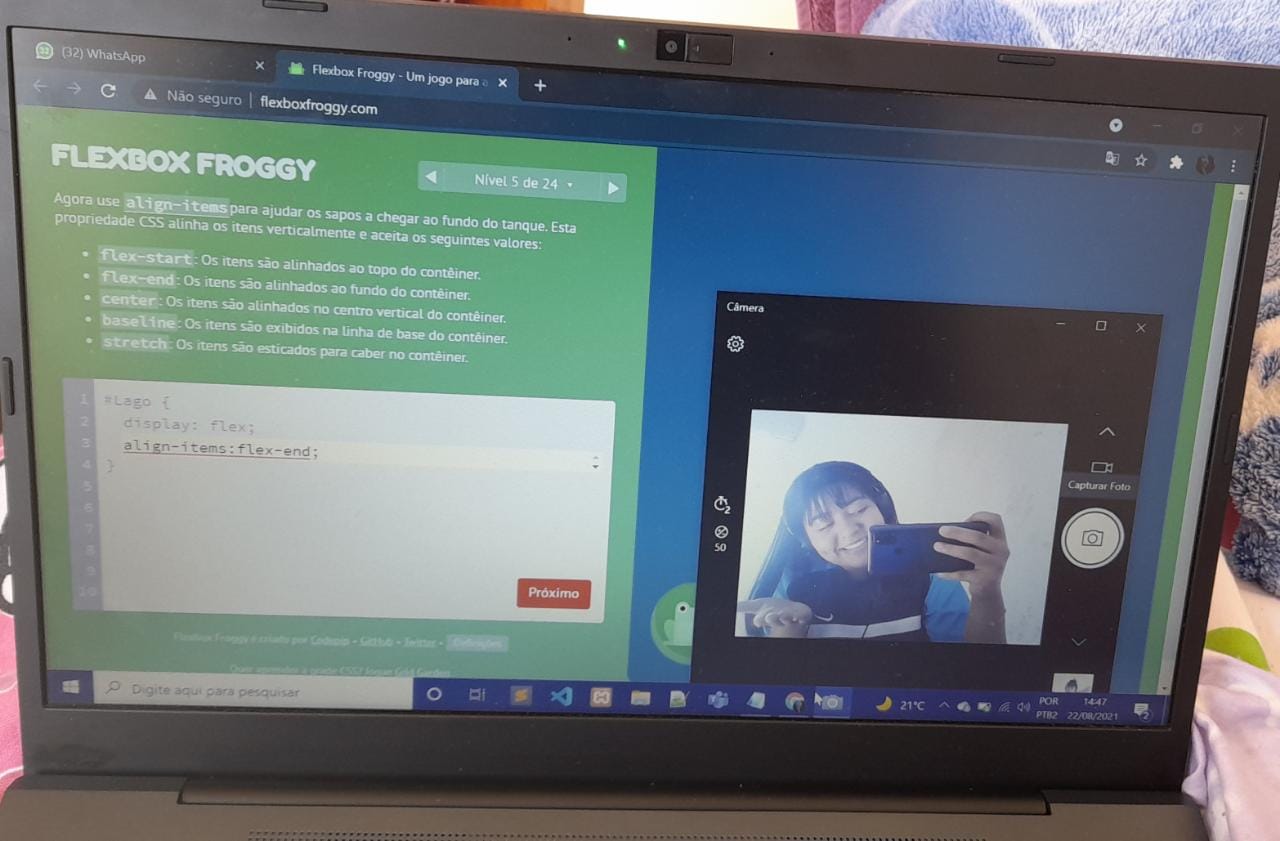 (32) WhatsApp
Flexbox Froggy - Um jogo para a
Não seguro | flexboxfroggy.com
FLEXBOX FROGGY
Nível 5 de 24
Agora use align-items para ajudar os sapos a chegar ao fundo do tanque. Esta
propriedade CSS alinha os itens verticalmente e aceita os seguintes valores:
flex-start: Os itens são alinhados ao topo do contêiner.
flex-end: Os itens são alinhados ao fundo do contêiner.
center: Os itens são alinhados no centro vertical do contêiner.
baseline: Os itens são exibidos na linha de base do contêiner.
stretch: Os itens são esticados para caber no contêiner.
1 #Lago {
2 display: flex;
3 align-items:flex-end;
4 }
5
6
7
8
9
10
Próximo
Flexbox Froggy é criado por Codepip • GitHub • Twitter • Definições
Quer aprender a grade CSS? Jogue Grid Garden
Câmera
2
50
Capturar Foto
Digite aqui para pesquisar
21°C
POR
PTB2
14:47
22/08/2021
2